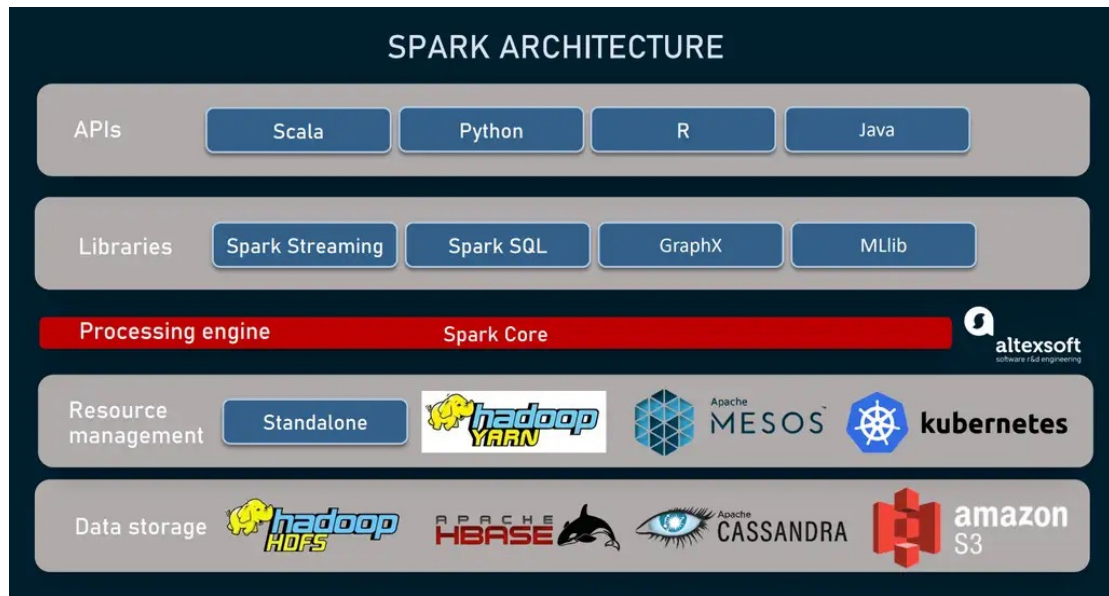 SPARK ARCHITECTURE
APIs
Scala
Python
R
Java
Libraries
Spark Streaming
Spark SQL
GraphX
MLlib
Processing engine
Spark Core
altexsoft
software r&d engineering
Resource
management
Standalone
hadoop
YARN
Apache
MESOS™
kubernetes
Data storage
hadoop
HDFS
APACHE
HBASE
Apache
CASSANDRA
amazon
S3